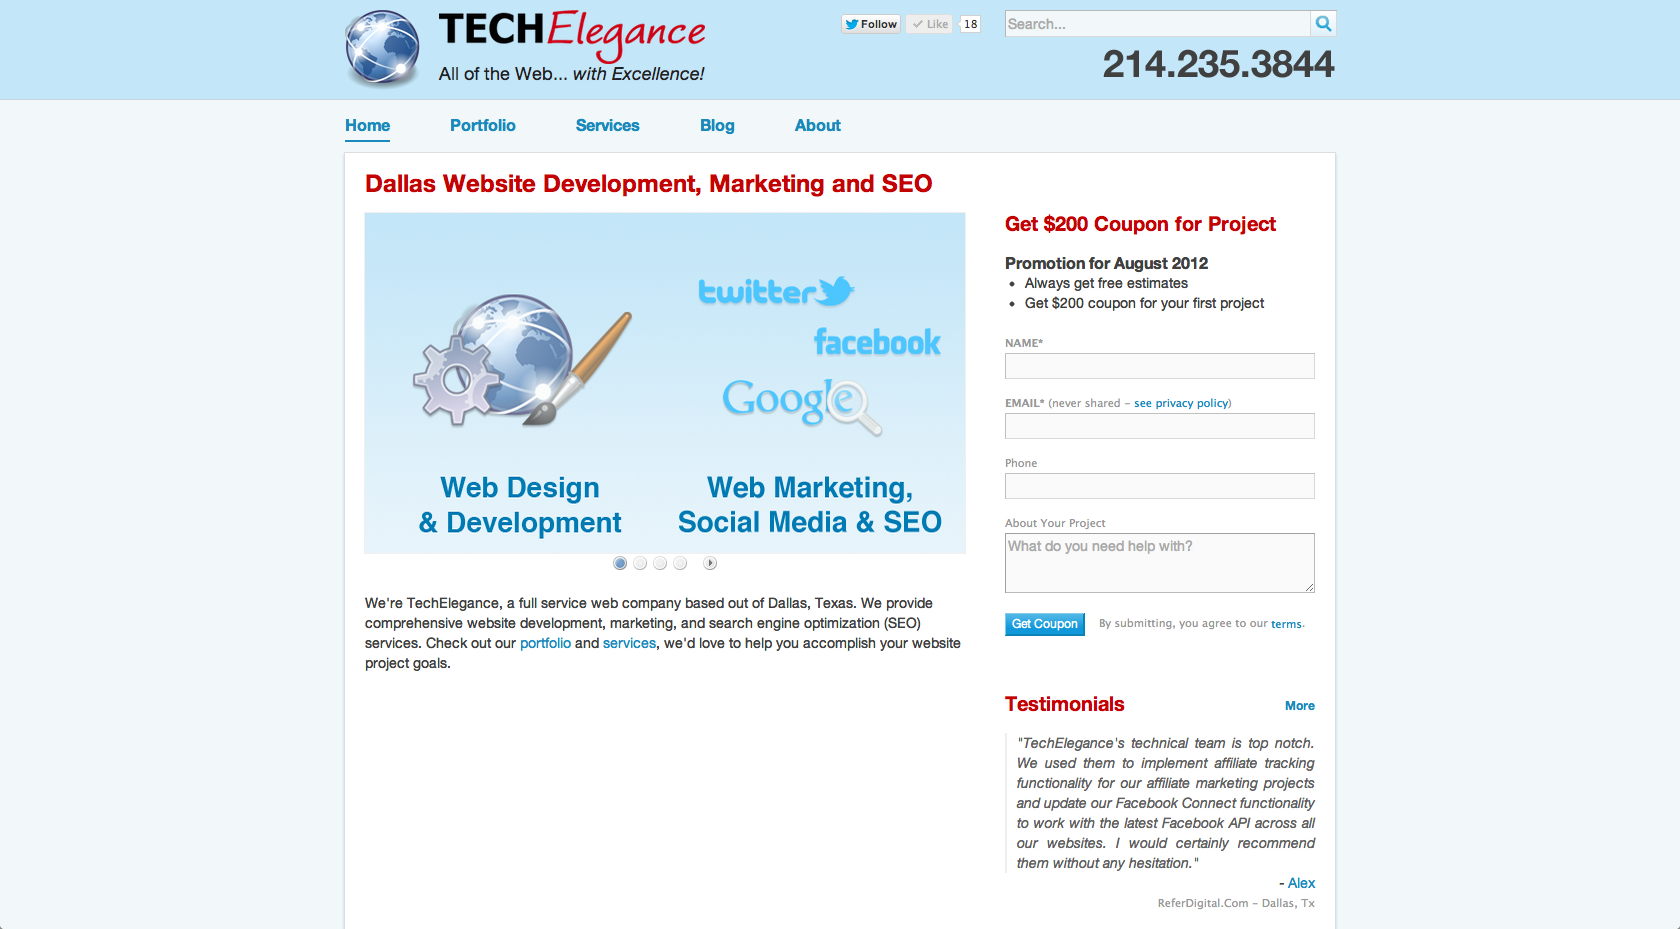 TECHElegance
All of the Web... with Excellence!
Follow
Like
18
Search...
214.235.3844
Home
Portfolio
Services
Blog
About
Dallas Website Development, Marketing and SEO
twitter
facebook
Google
Web Design
& Development
Web Marketing,
Social Media & SEO
We're TechElegance, a full service web company based out of Dallas, Texas. We provide
comprehensive website development, marketing, and search engine optimization (SEO)
services. Check out our portfolio and services, we'd love to help you accomplish your website
project goals.
Get $200 Coupon for Project
Promotion for August 2012
• Always get free estimates
• Get $200 coupon for your first project
NAME*
EMAIL* (never shared – see privacy policy)
Phone
About Your Project
What do you need help with?
Get Coupon
By submitting, you agree to our terms.
Testimonials
More
"TechElegance's technical team is top notch.
We used them to implement affiliate tracking
functionality for our affiliate marketing projects
and update our Facebook Connect functionality
to work with the latest Facebook API across all
our websites. I would certainly recommend
them without any hesitation."
- Alex
ReferDigital.Com – Dallas, Tx